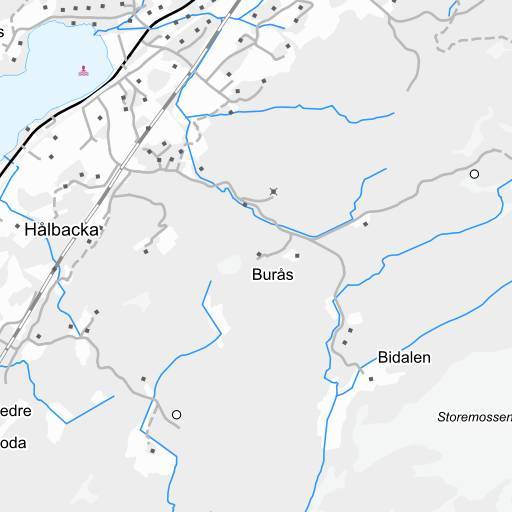 s
Hålbacka
Burås
Bidalen
edre
Storemossen
oda